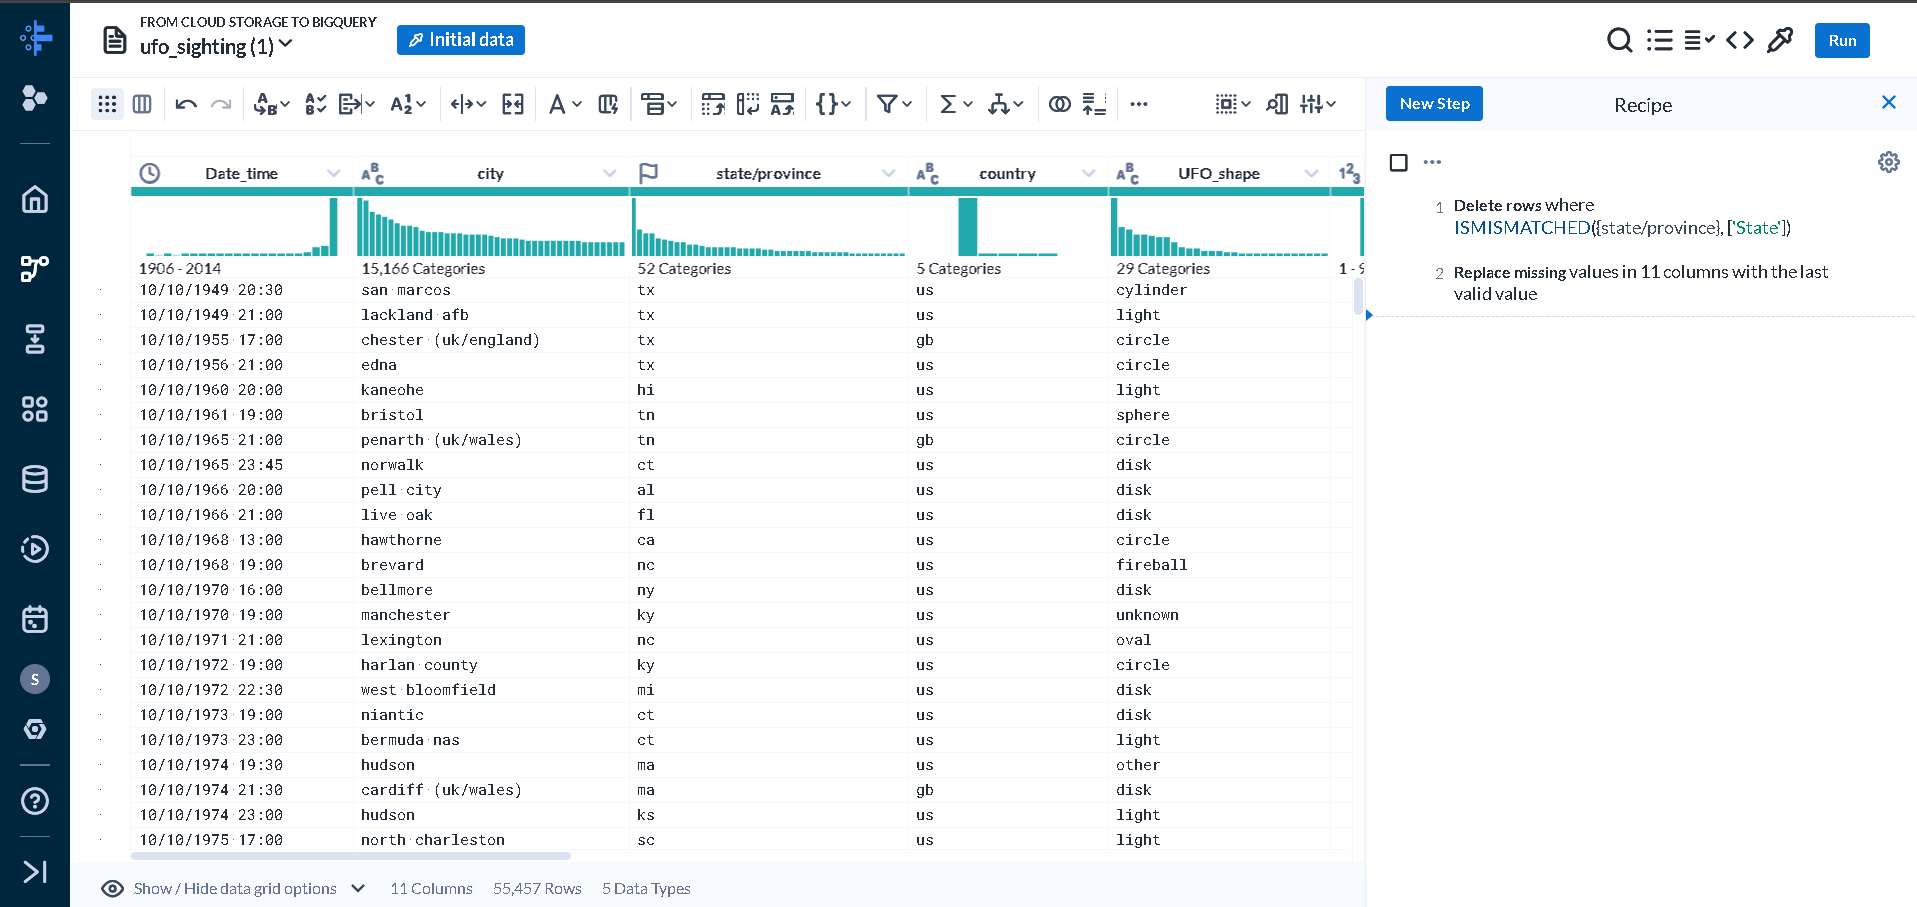 FROM CLOUD STORAGE TO BIGQUERY
ufo_sighting (1)
Initial data
Run
New Step
Recipe
Date_time city state/province country UFO_shape
1906 - 2014 15,166 Categories 52 Categories 5 Categories 29 Categories 1 - 9
10/10/1949 20:30 san marcos tx us cylinder
10/10/1949 21:00 lackland afb tx us light
10/10/1955 17:00 chester (uk/england) tx gb circle
10/10/1956 21:00 edna tx us circle
10/10/1960 20:00 kaneohe hi us light
10/10/1961 19:00 bristol tn us sphere
10/10/1965 21:00 penarth (uk/wales) tn gb circle
10/10/1965 23:45 norwalk ct us disk
10/10/1966 20:00 pell city al us disk
10/10/1966 21:00 live oak fl us disk
10/10/1968 13:00 hawthorne ca us circle
10/10/1968 19:00 brevard nc us fireball
10/10/1970 16:00 bellmore ny us disk
10/10/1970 19:00 manchester ky us unknown
10/10/1971 21:00 lexington nc us oval
10/10/1972 19:00 harlan county ky us circle
10/10/1972 22:30 west bloomfield mi us disk
10/10/1973 19:00 niantic ct us disk
10/10/1973 23:00 bermuda nas ct us light
10/10/1974 19:30 hudson ma us other
10/10/1974 21:30 cardiff (uk/wales) ma gb disk
10/10/1974 23:00 hudson ks us light
10/10/1975 17:00 north charleston sc us light
Show / Hide data grid options 11 Columns 55,457 Rows 5 Data Types
1 Delete rows where
ISMISMATCHED({state/province}, ['State'])
2 Replace missing values in 11 columns with the last
valid value
S